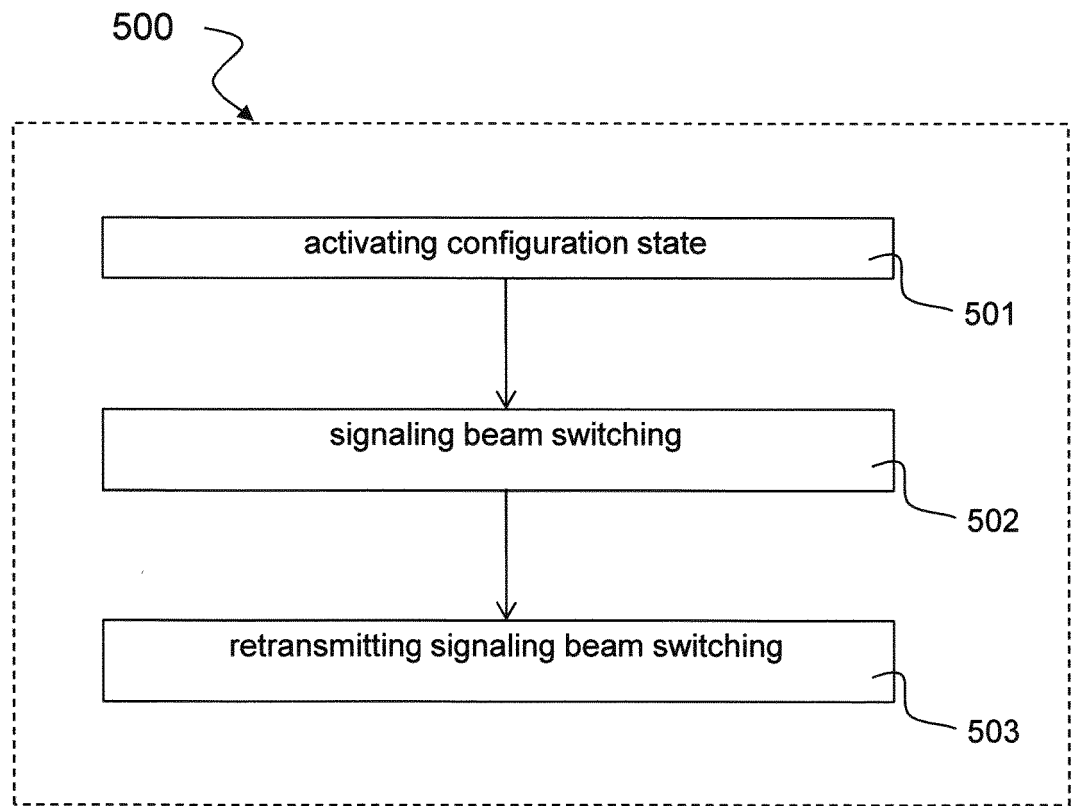 500
activating configuration state
501
signaling beam switching
502
retransmitting signaling beam switching
503